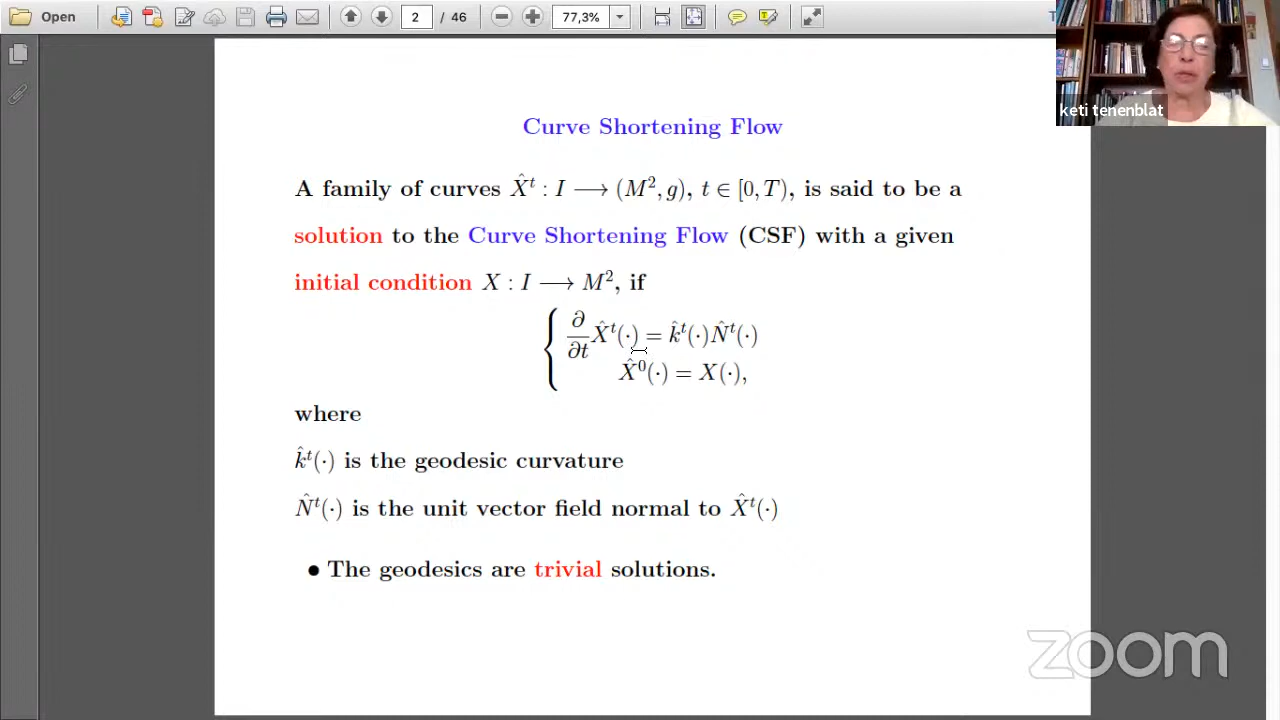 Open
2 / 46
77,3%
T
keti tenenblat
Curve Shortening Flow
A family of curves X̂ᵗ : I ⟶ (M², g), t ∈ [0, T), is said to be a
solution to the Curve Shortening Flow (CSF) with a given
initial condition X : I ⟶ M², if
∂/∂t X̂ᵗ(·) = k̂ᵗ(·)N̂ᵗ(·)
X̂⁰(·) = X(·),
where
k̂ᵗ(·) is the geodesic curvature
N̂ᵗ(·) is the unit vector field normal to X̂ᵗ(·)
• The geodesics are trivial solutions.
zoom